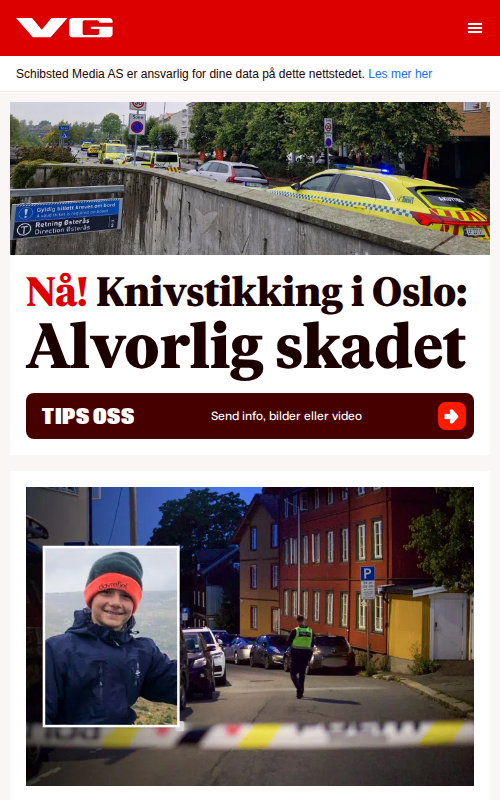 VG
Schibsted Media AS er ansvarlig for dine data på dette nettstedet. Les mer her
Gyldig billett kreves om bord
Retning Østerås
Direction Østerås
Nå! Knivstikking i Oslo:
Alvorlig skadet
TIPS OSS
Send info, bilder eller video
P